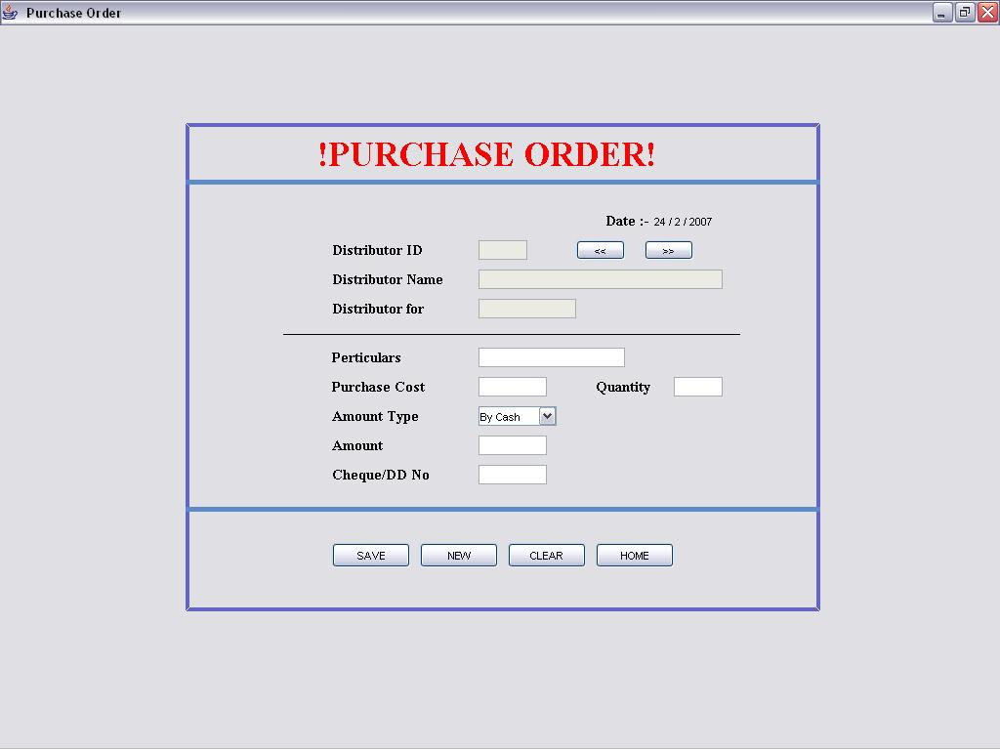 Purchase Order
!PURCHASE ORDER!
Date :- 24 / 2 / 2007
Distributor ID << >>
Distributor Name
Distributor for
Perticulars
Purchase Cost Quantity
Amount Type By Cash
Amount
Cheque/DD No
SAVE NEW CLEAR HOME